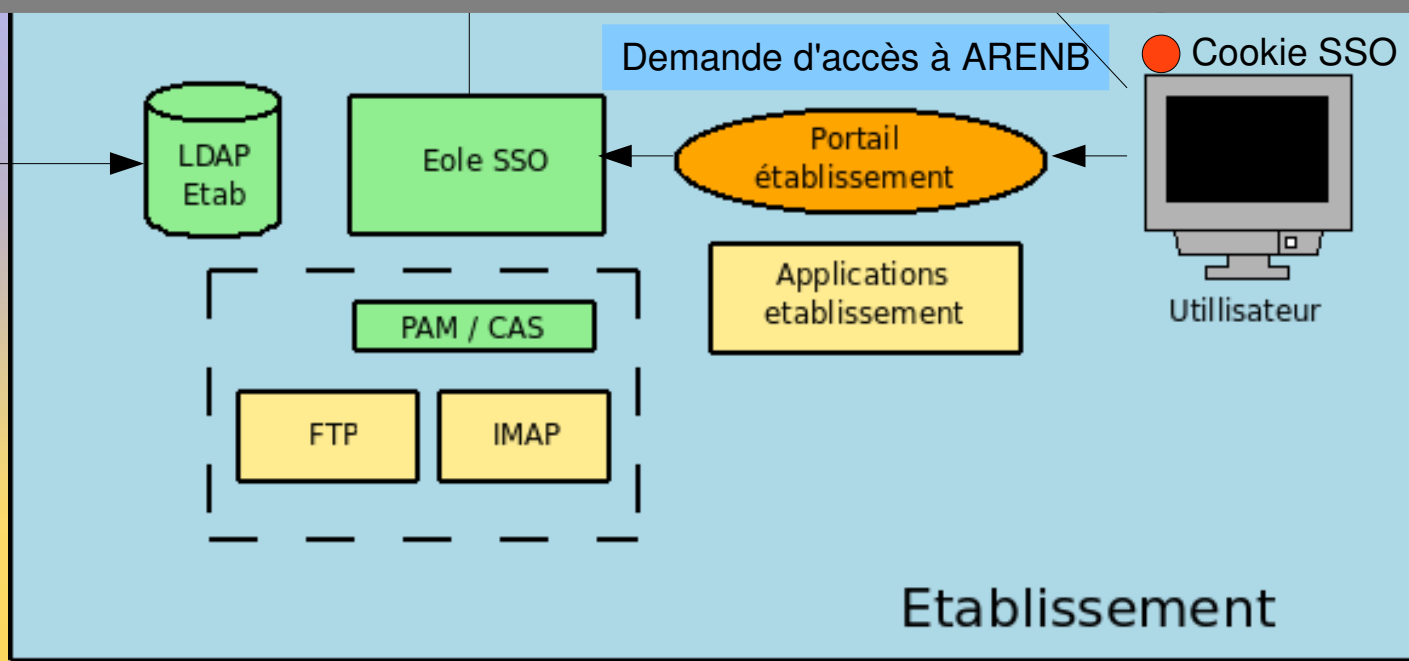 Demande d'accès à ARENB
Cookie SSO
LDAP
Etab
Eole SSO
Portail
établissement
Applications
etablissement
Utillisateur
PAM / CAS
FTP
IMAP
Etablissement